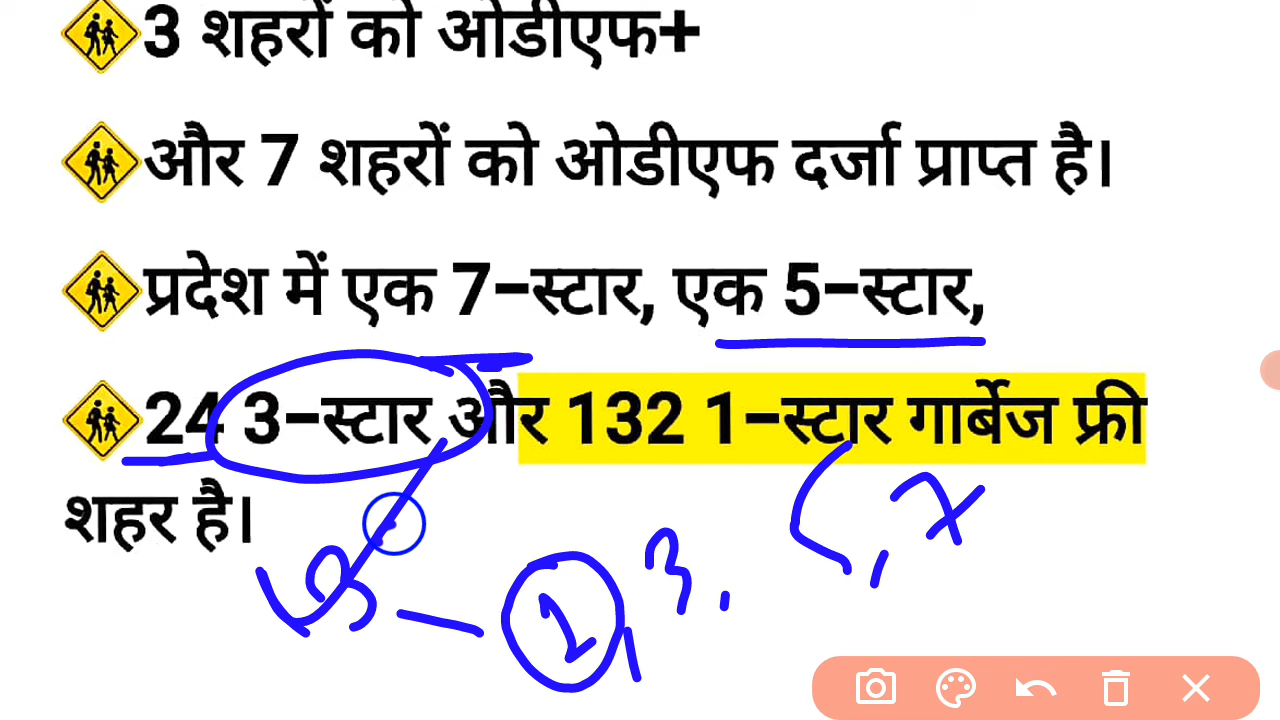 3 शहरों को ओडीएफ+
और 7 शहरों को ओडीएफ दर्जा प्राप्त है।
प्रदेश में एक 7-स्टार, एक 5-स्टार,
24 3-स्टार और 132 1-स्टार गार्बेज फ्री
शहर है।
1, 3, 5, 7